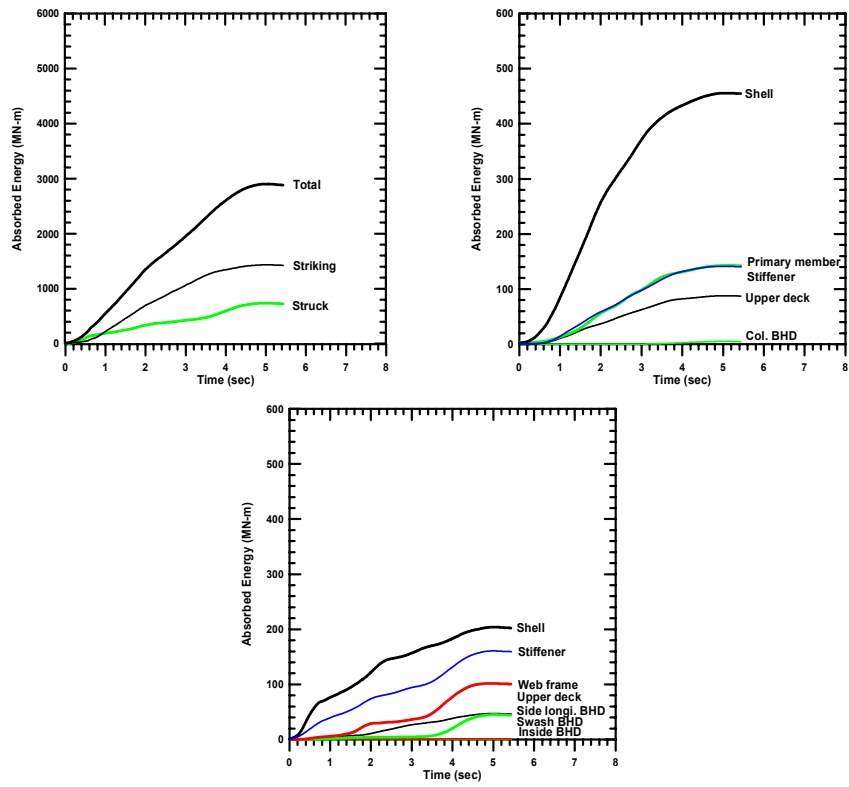 6000
5000
4000
3000
2000
1000
0
Absorbed Energy (MN-m)
Total
Striking
Struck
0 1 2 3 4 5 6 7 8
Time (sec)
600
500
400
300
200
100
0
Absorbed Energy (MN-m)
Shell
Primary member
Stiffener
Upper deck
Col. BHD
0 1 2 3 4 5 6 7 8
Time (sec)
600
500
400
300
200
100
0
Absorbed Energy (MN-m)
Shell
Stiffener
Web frame
Upper deck
Side longi. BHD
Swash BHD
Inside BHD
0 1 2 3 4 5 6 7 8
Time (sec)